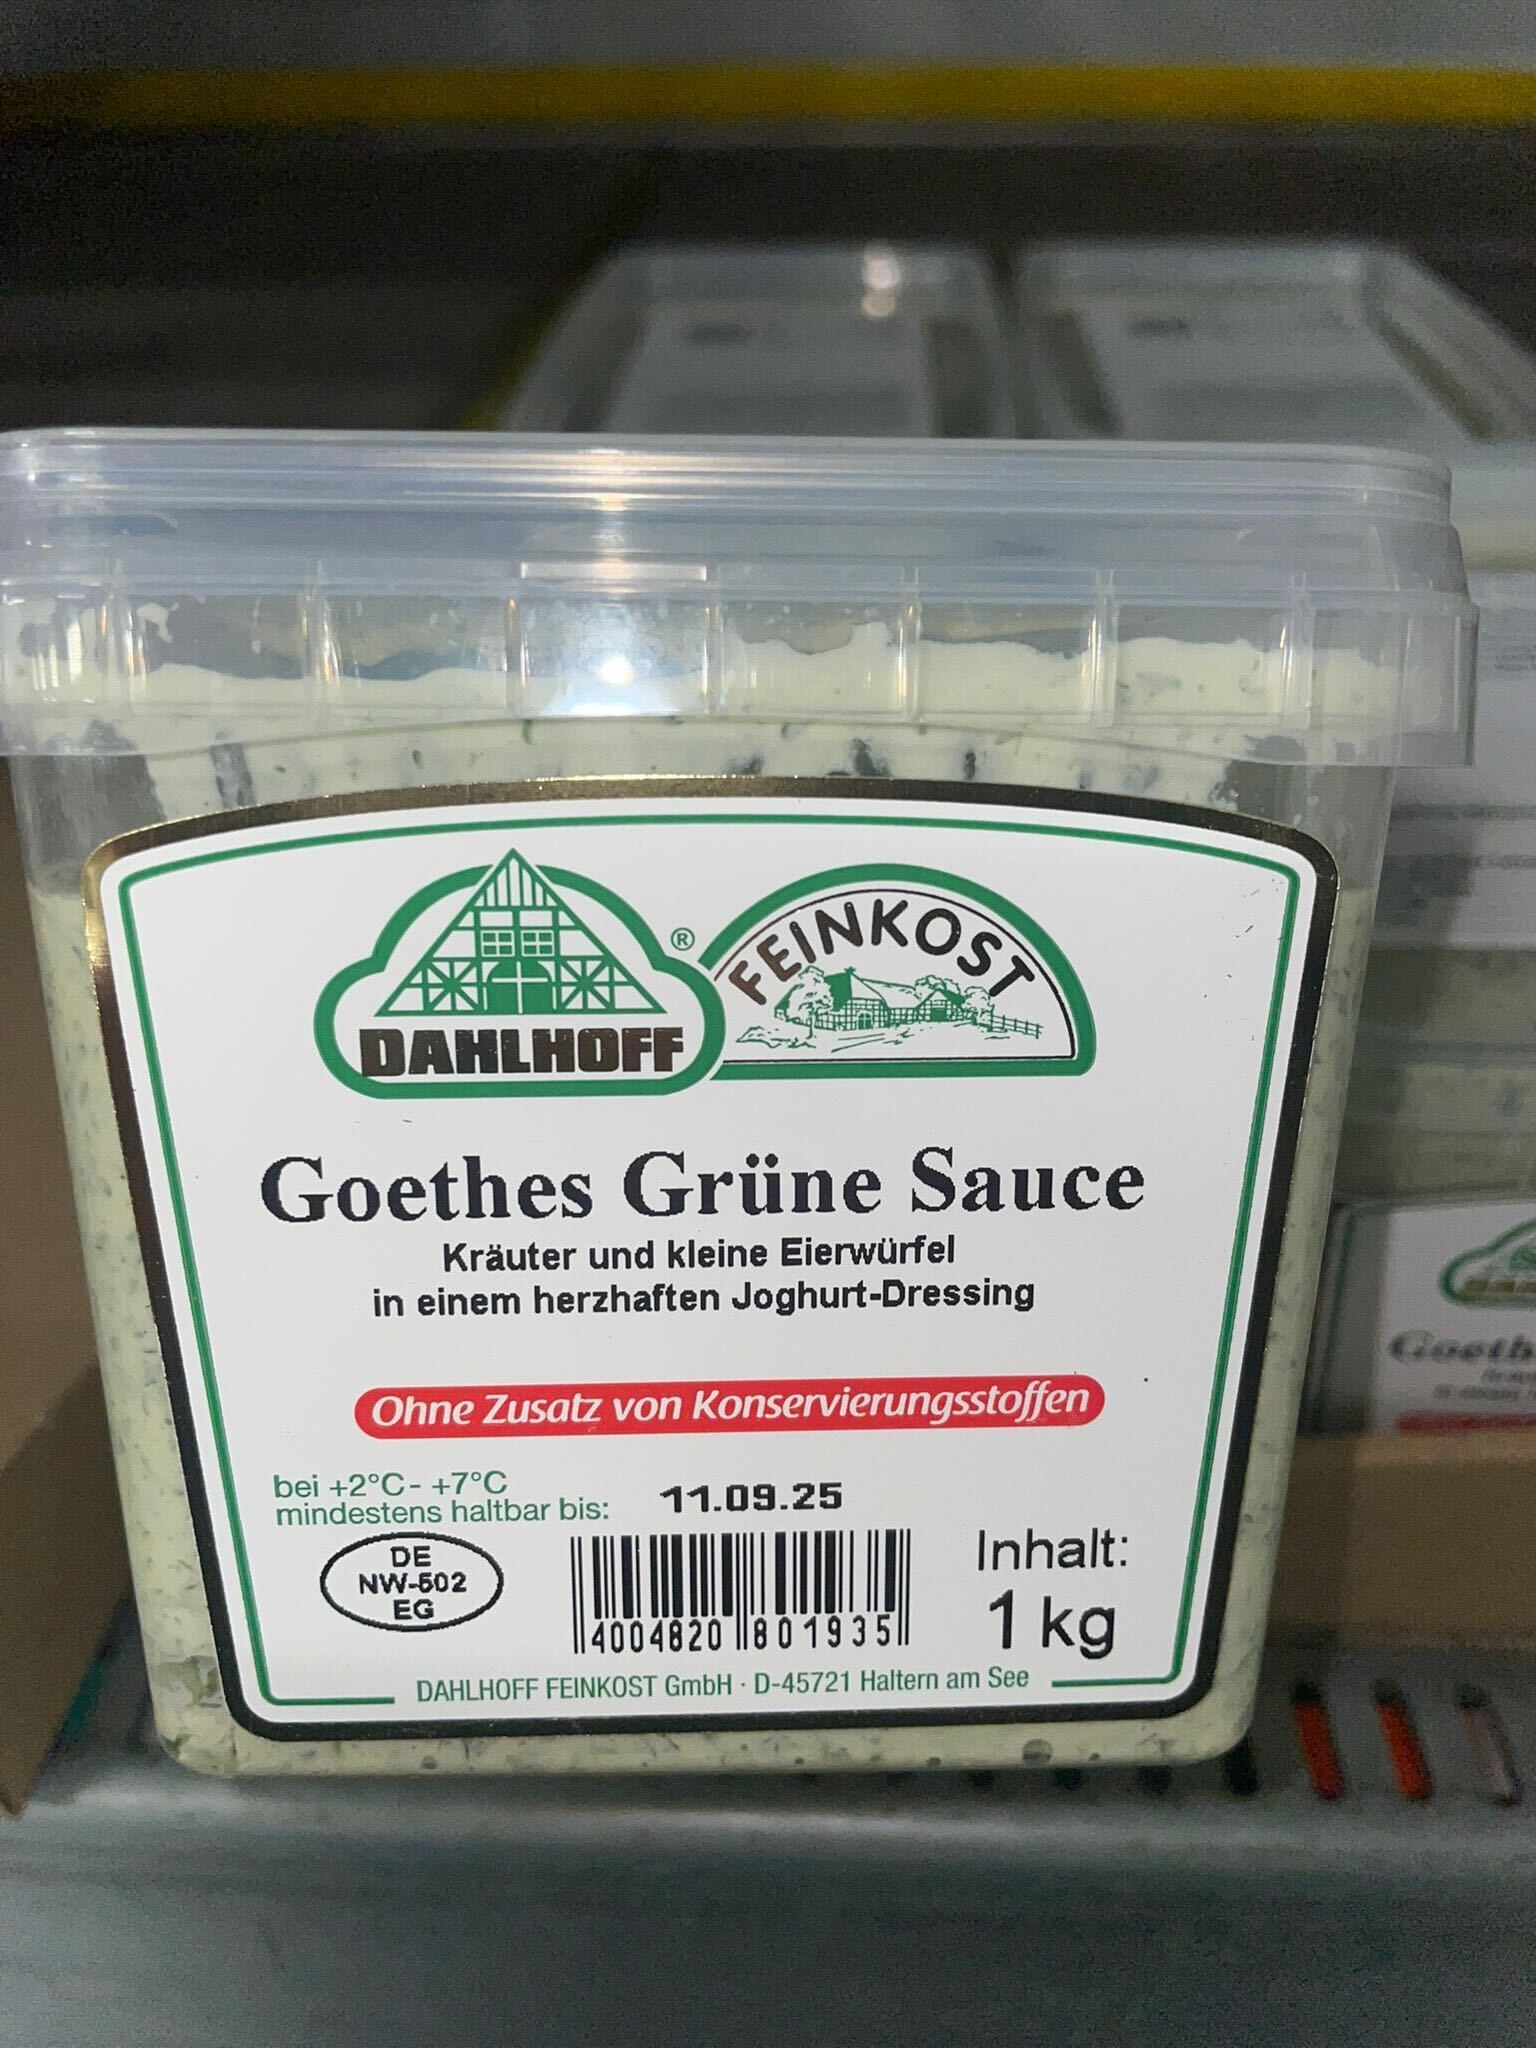 DAHLHOFF
®
FEINKOST
Goethes Grüne Sauce
Kräuter und kleine Eierwürfel
in einem herzhaften Joghurt-Dressing
Ohne Zusatz von Konservierungsstoffen
bei +2°C- +7°C
mindestens haltbar bis:
11.09.25
DE
NW-502
EG
4004820 801935
Inhalt:
1 kg
DAHLHOFF FEINKOST GmbH · D-45721 Haltern am See
Goeth